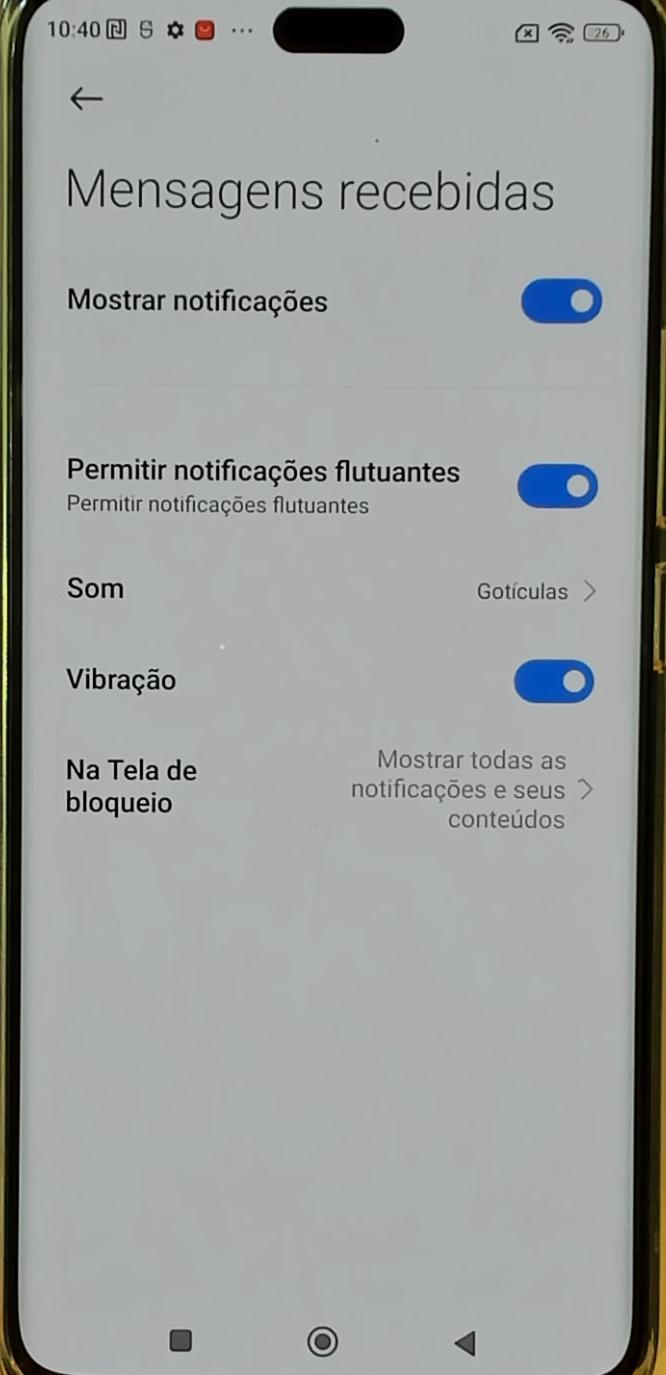 10:40
26
Mensagens recebidas
Mostrar notificações
Permitir notificações flutuantes
Permitir notificações flutuantes
Som
Gotículas
Vibração
Na Tela de
bloqueio
Mostrar todas as
notificações e seus
conteúdos